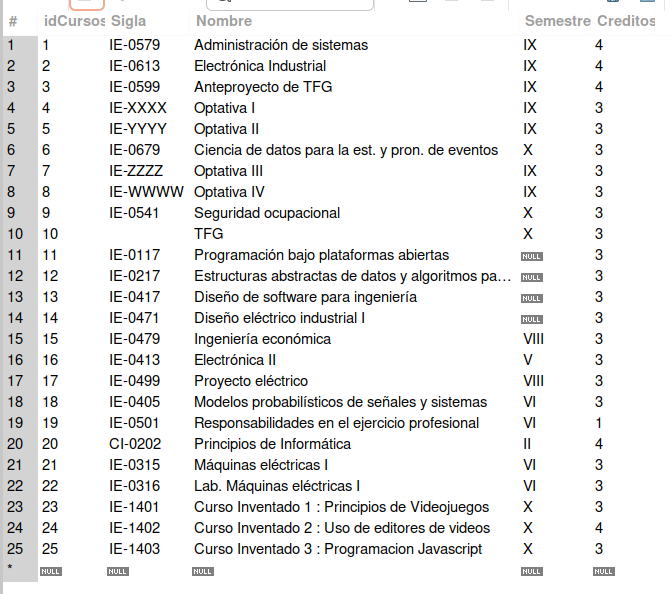 # idCursos Sigla Nombre Semestre Creditos
1 1 IE-0579 Administración de sistemas IX 4
2 2 IE-0613 Electrónica Industrial IX 4
3 3 IE-0599 Anteproyecto de TFG IX 4
4 4 IE-XXXX Optativa I IX 3
5 5 IE-YYYY Optativa II IX 3
6 6 IE-0679 Ciencia de datos para la est. y pron. de eventos X 3
7 7 IE-ZZZZ Optativa III IX 3
8 8 IE-WWWW Optativa IV IX 3
9 9 IE-0541 Seguridad ocupacional X 3
10 10 TFG X 3
11 11 IE-0117 Programación bajo plataformas abiertas NULL 3
12 12 IE-0217 Estructuras abstractas de datos y algoritmos pa... NULL 3
13 13 IE-0417 Diseño de software para ingeniería NULL 3
14 14 IE-0471 Diseño eléctrico industrial I NULL 3
15 15 IE-0479 Ingeniería económica VIII 3
16 16 IE-0413 Electrónica II V 3
17 17 IE-0499 Proyecto eléctrico VIII 3
18 18 IE-0405 Modelos probabilísticos de señales y sistemas VI 3
19 19 IE-0501 Responsabilidades en el ejercicio profesional VI 1
20 20 CI-0202 Principios de Informática II 4
21 21 IE-0315 Máquinas eléctricas I VI 3
22 22 IE-0316 Lab. Máquinas eléctricas I VI 3
23 23 IE-1401 Curso Inventado 1 : Principios de Videojuegos X 3
24 24 IE-1402 Curso Inventado 2 : Uso de editores de videos X 4
25 25 IE-1403 Curso Inventado 3 : Programacion Javascript X 3
* NULL NULL NULL NULL NULL